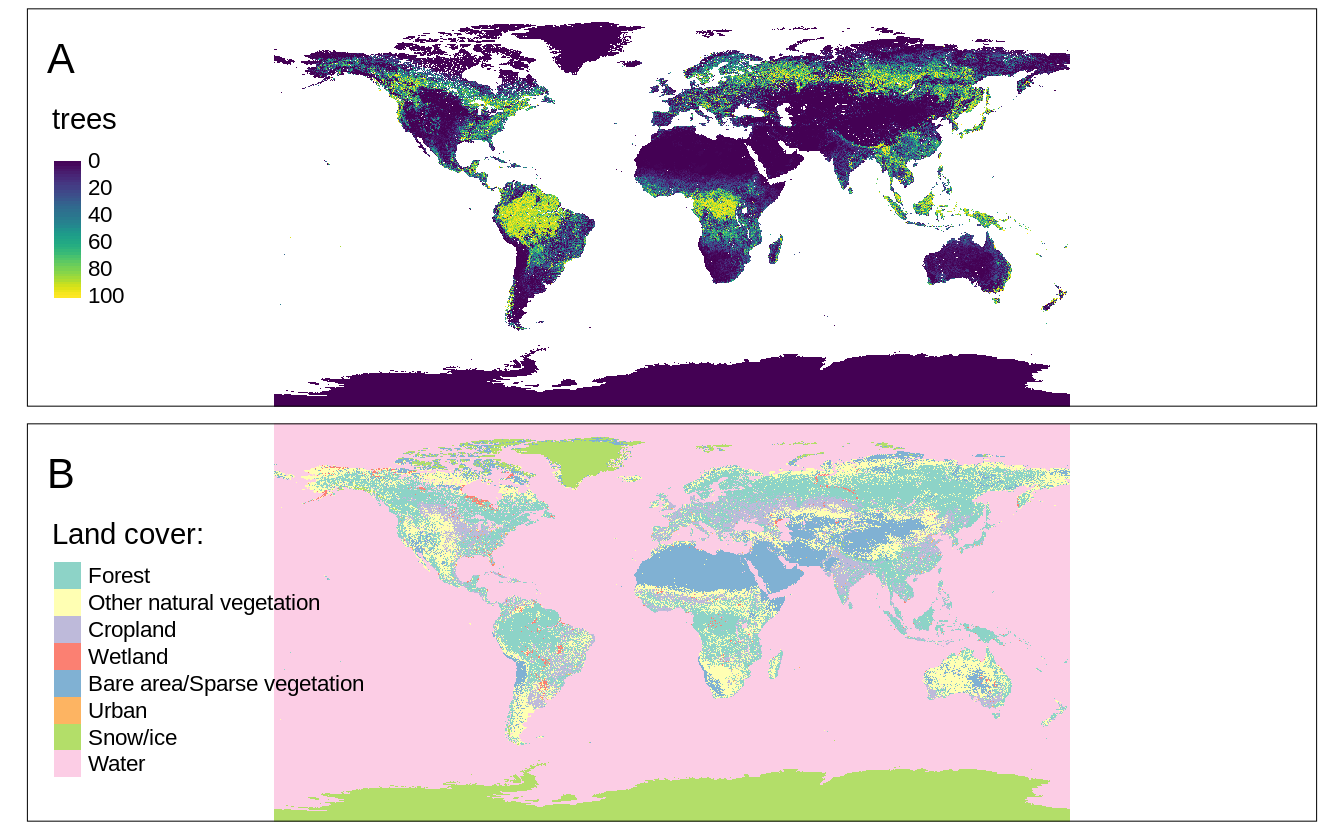 A
trees
0
20
40
60
80
100
B
Land cover:
Forest
Other natural vegetation
Cropland
Wetland
Bare area/Sparse vegetation
Urban
Snow/ice
Water